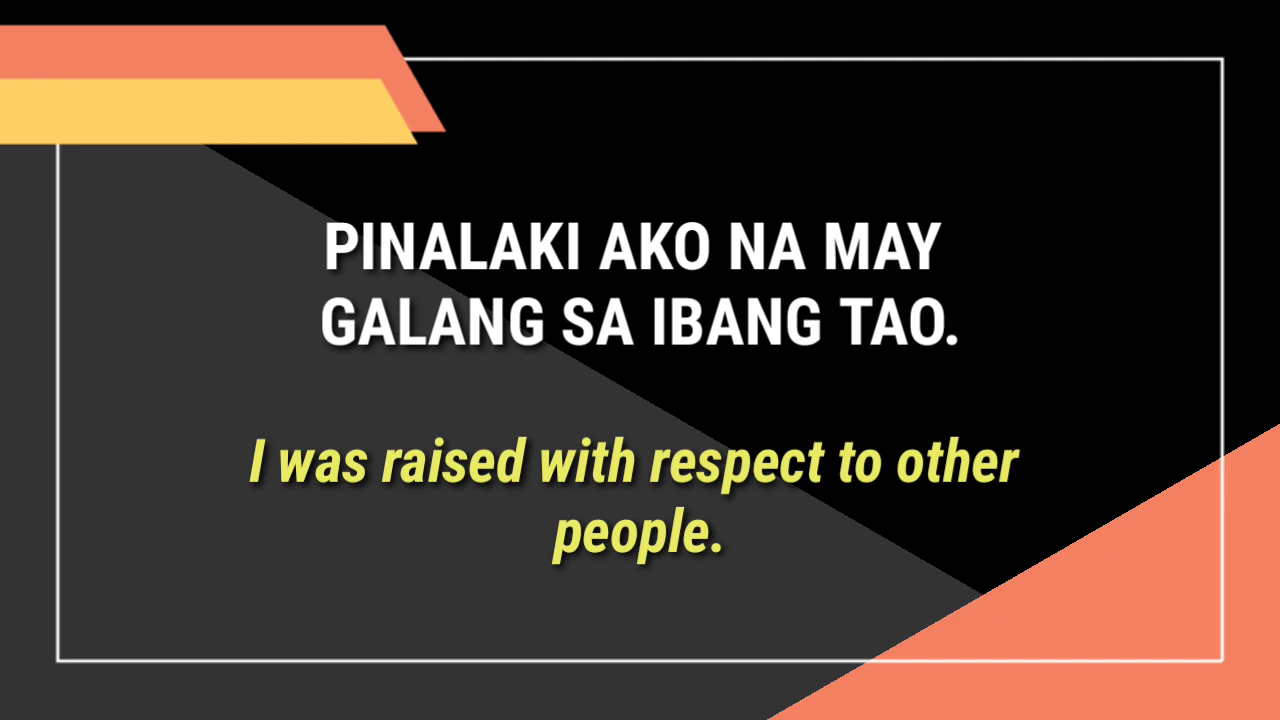 PINALAKI AKO NA MAY
GALANG SA IBANG TAO.
I was raised with respect to other
people.